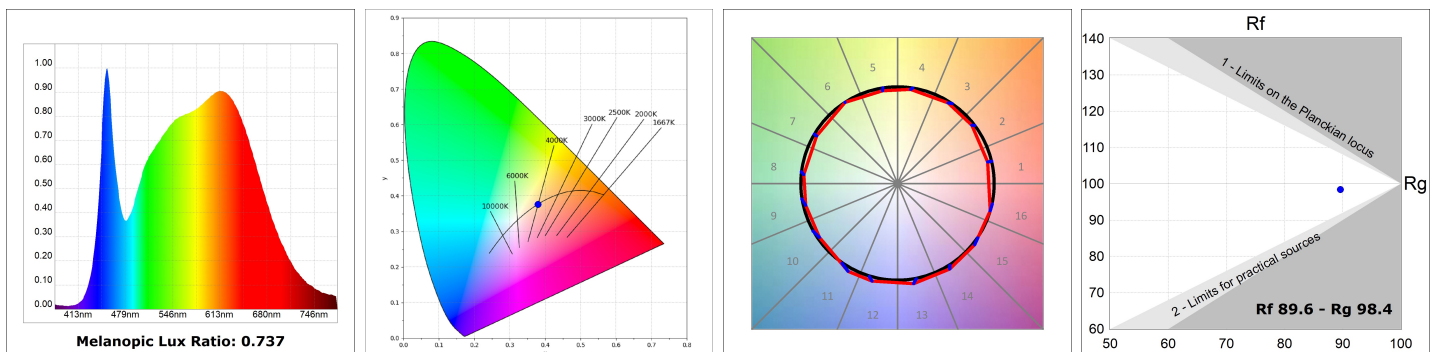 1.00
0.90
0.80
0.70
0.60
0.50
0.40
0.30
0.20
0.10
0.00
413nm 479nm 546nm 613nm 680nm 746nm
Melanopic Lux Ratio: 0.737
0.9
0.8
0.7
0.6
0.5
0.4
0.3
0.2
0.1
0.0
y
0.0 0.1 0.2 0.3 0.4 0.5 0.6 0.7 0.8
10000K
6000K
4000K
3000K
2500K
2000K
1667K
1
2
3
4
5
6
7
8
9
10
11
12
13
14
15
16
Rf
140
130
120
110
100
90
80
70
60
50 60 70 80 90 100
Rg
1 - Limits on the Planckian locus
2 - Limits for practical sources
Rf 89.6 - Rg 98.4